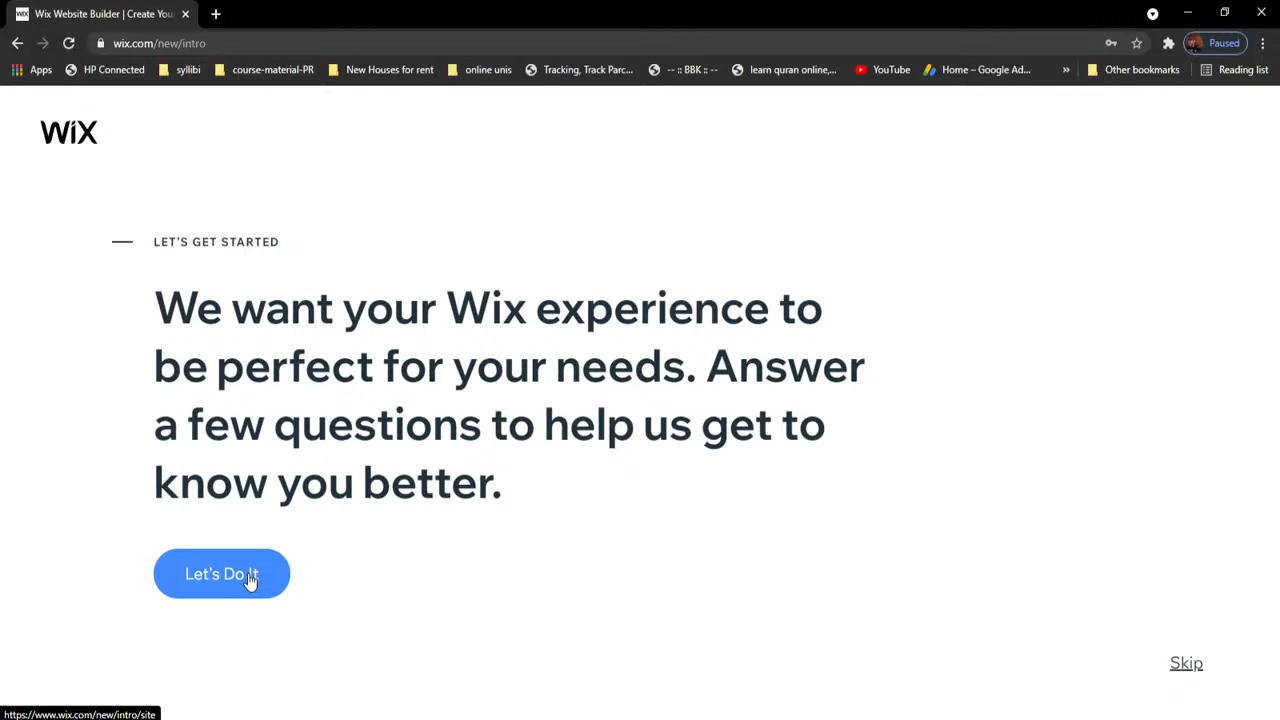 WiX Wix Website Builder | Create You
wix.com/new/intro
Paused
Apps
HP Connected
syllibi
course-material-PR
New Houses for rent
online unis
Tracking, Track Parc...
-- :: BBK :: --
learn quran online,...
YouTube
Home – Google Ad...
»
Other bookmarks
Reading list
WiX
LET'S GET STARTED
We want your Wix experience to
be perfect for your needs. Answer
a few questions to help us get to
know you better.
Let's Do It
Skip
https://www.wix.com/new/intro/site